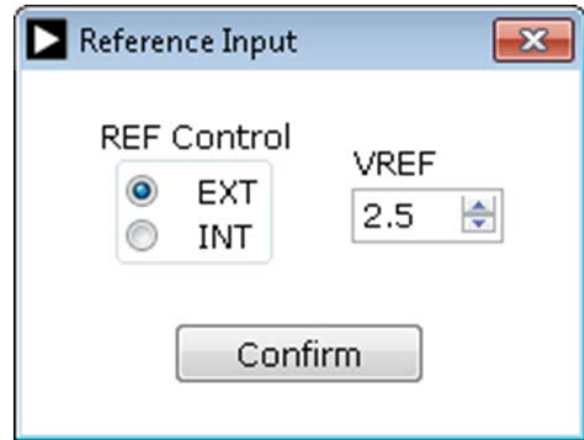 Reference Input
REF Control
EXT
INT
VREF
2.5
Confirm